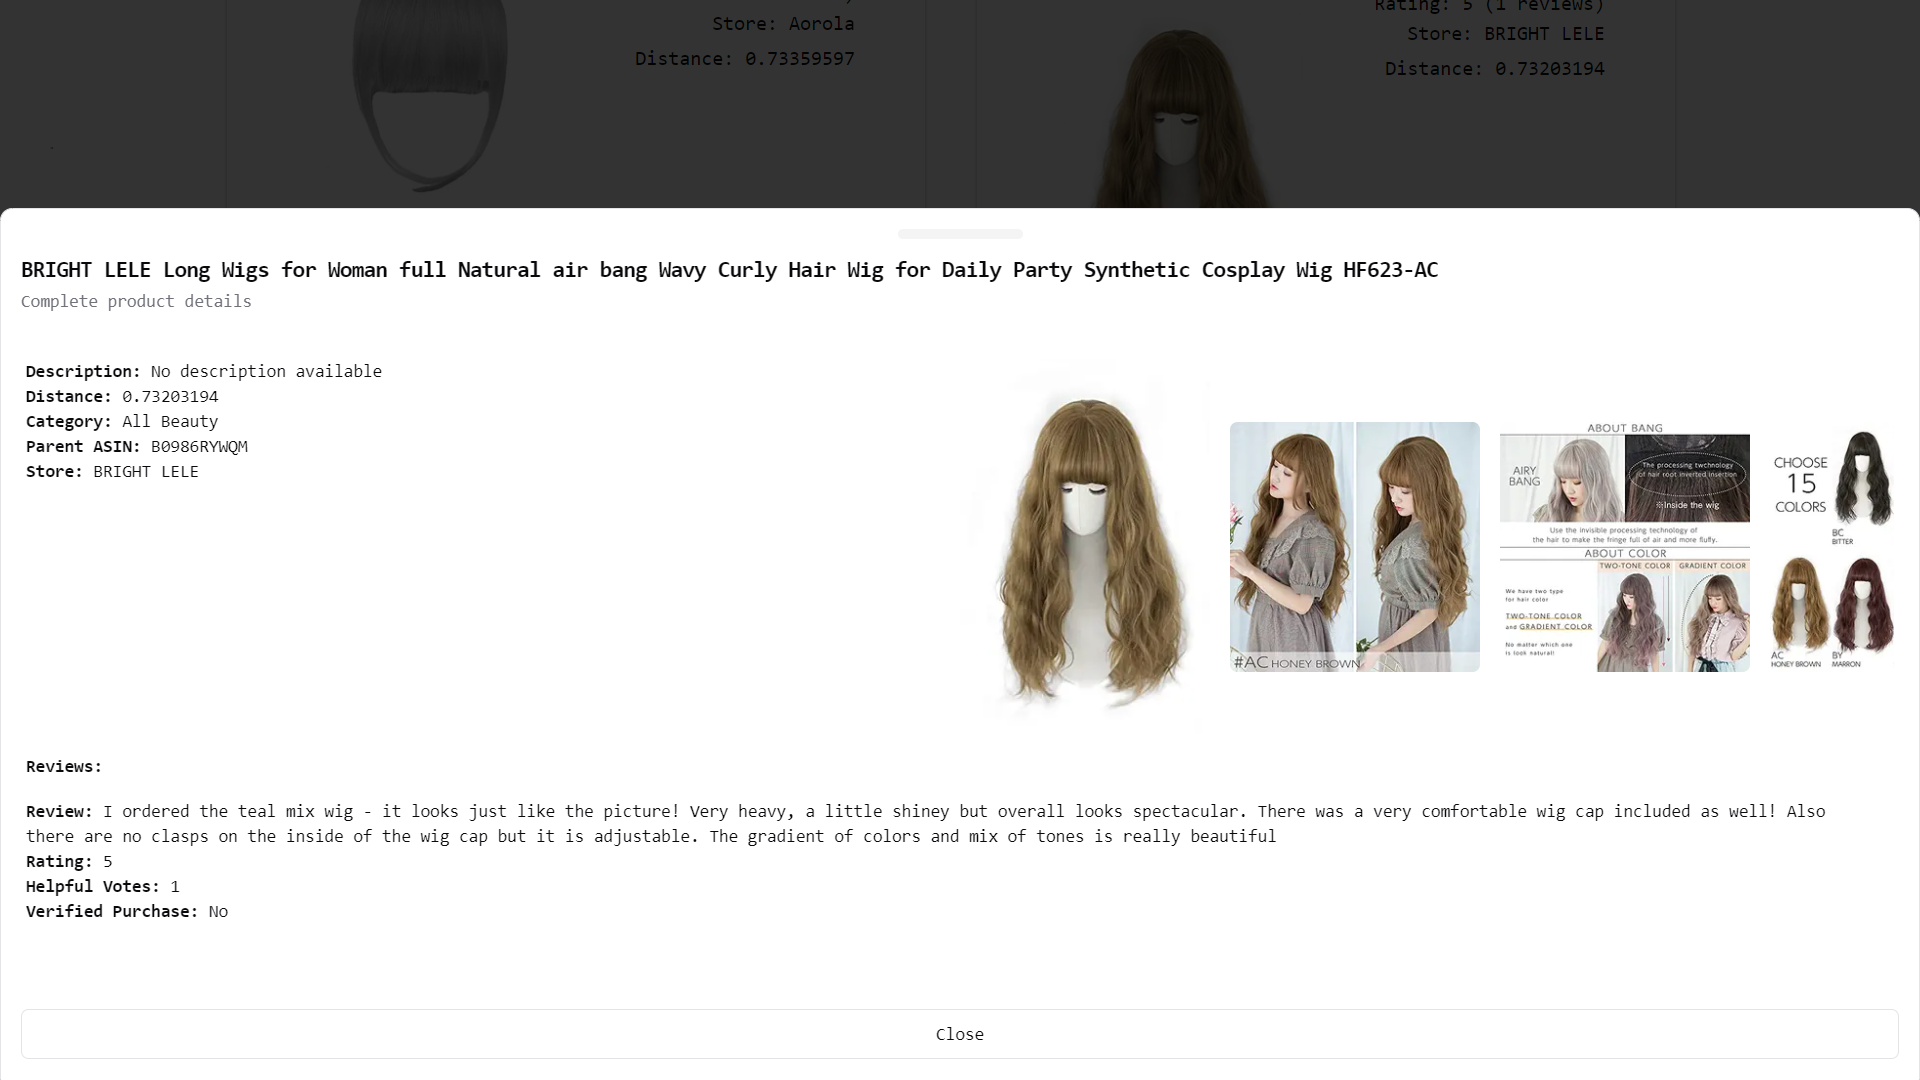 Store: Aorola
Distance: 0.73359597
Rating: 5 (1 reviews)
Store: BRIGHT LELE
Distance: 0.73203194
BRIGHT LELE Long Wigs for Woman full Natural air bang Wavy Curly Hair Wig for Daily Party Synthetic Cosplay Wig HF623-AC
Complete product details
Description: No description available
Distance: 0.73203194
Category: All Beauty
Parent ASIN: B0986RYWQM
Store: BRIGHT LELE
#AC HONEY BROWN
ABOUT BANG
AIRY
BANG
The processing twchnology
of hair root inverted insertion
※Inside the wig
Use the invisible processing technology of
the hair to make the fringe full of air and more fluffy.
ABOUT COLOR
TWO-TONE COLOR
GRADIENT COLOR
We have two type
for hair color
TWO-TONE COLOR
and GRADIENT COLOR
No matter which one
is look natural!
CHOOSE
15
COLORS
BC
BITTER
AC
HONEY BROWN
BY
MARRON
Reviews:
Review: I ordered the teal mix wig - it looks just like the picture! Very heavy, a little shiney but overall looks spectacular. There was a very comfortable wig cap included as well! Also
there are no clasps on the inside of the wig cap but it is adjustable. The gradient of colors and mix of tones is really beautiful
Rating: 5
Helpful Votes: 1
Verified Purchase: No
Close